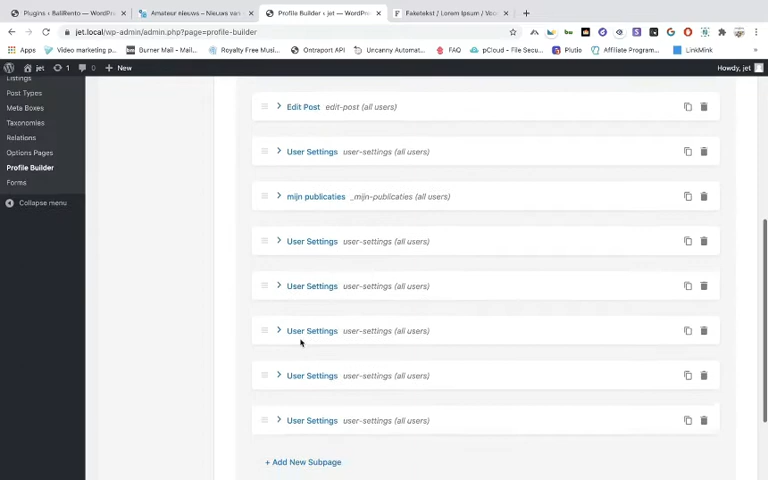 Plugins ‹ BaliRento — WordPre
Amateur nieuws – Nieuws van
Profile Builder ‹ jet — WordPre
Faketekst / Lorem Ipsum / Voo
jet.local/wp-admin/admin.php?page=profile-builder
Apps
Video marketing p...
Burner Mail - Mail...
Royalty Free Musi...
Ontraport API
Uncanny Automat...
FAQ
pCloud - File Secu...
Plutio
Affiliate Program...
LinkMink
jet
1
0
+ New
Howdy, jet
Listings
Post Types
Meta Boxes
Taxonomies
Relations
Options Pages
Profile Builder
Forms
Collapse menu
Edit Post edit-post (all users)
User Settings user-settings (all users)
mijn publicaties _mijn-publicaties (all users)
User Settings user-settings (all users)
User Settings user-settings (all users)
User Settings user-settings (all users)
User Settings user-settings (all users)
User Settings user-settings (all users)
+ Add New Subpage